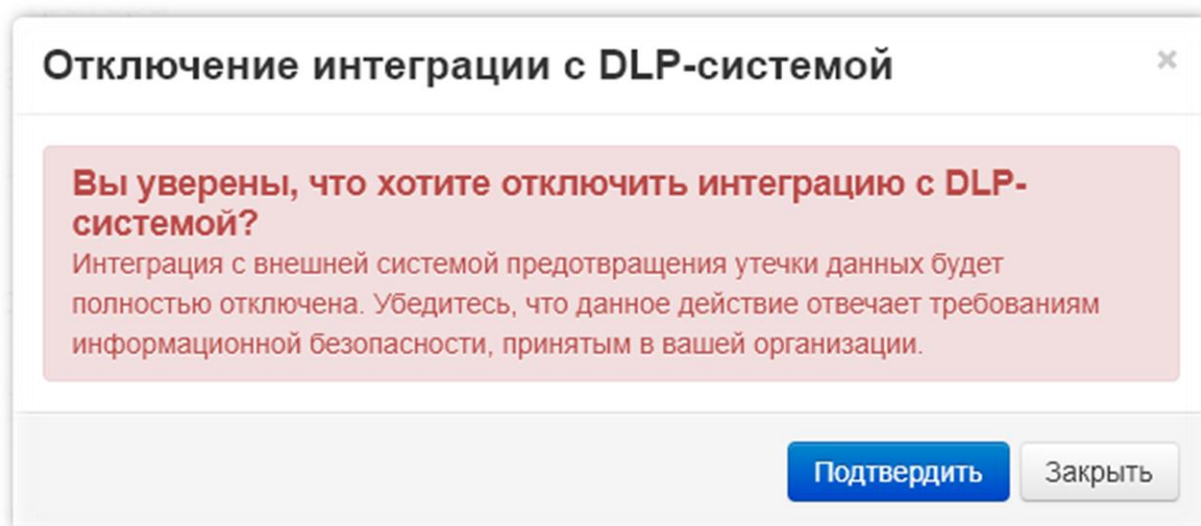 Отключение интеграции с DLP-системой
×
Вы уверены, что хотите отключить интеграцию с DLP-
системой?
Интеграция с внешней системой предотвращения утечки данных будет
полностью отключена. Убедитесь, что данное действие отвечает требованиям
информационной безопасности, принятым в вашей организации.
Подтвердить
Закрыть